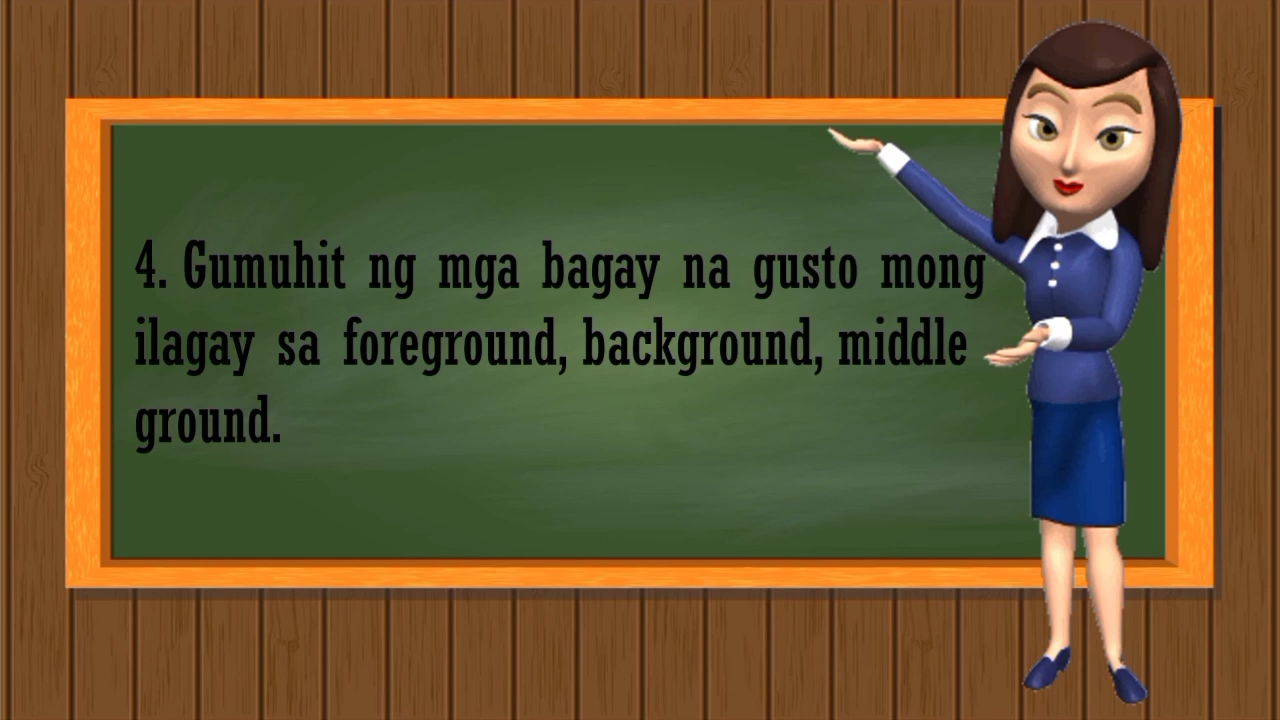 4. Gumuhit ng mga bagay na gusto mong
ilagay sa foreground, background, middle
ground.